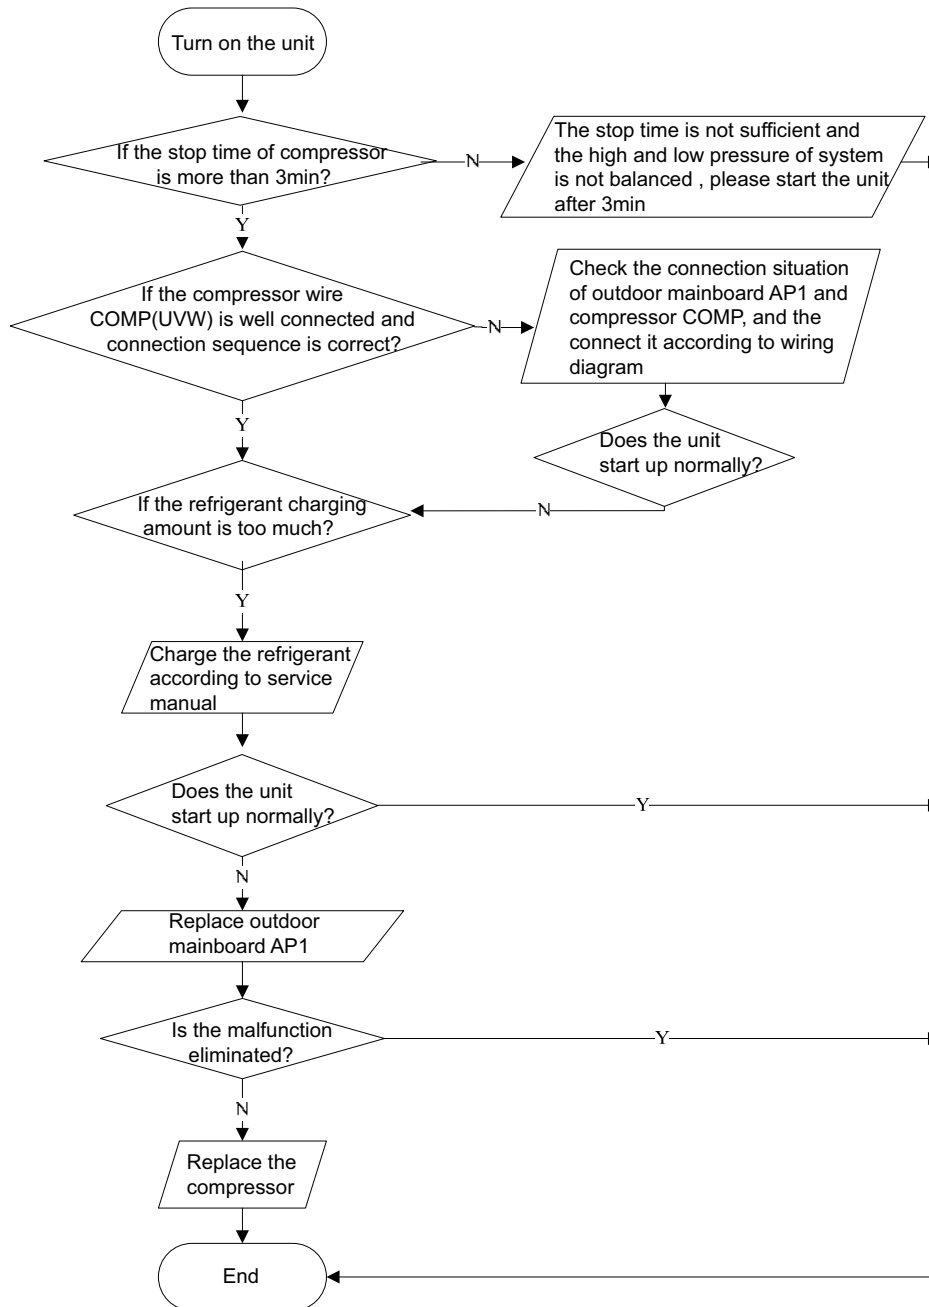 Turn on the unit
If the stop time of compressor
is more than 3min?
N
The stop time is not sufficient and
the high and low pressure of system
is not balanced , please start the unit
after 3min
Y
If the compressor wire
COMP(UVW) is well connected and
connection sequence is correct?
N
Check the connection situation
of outdoor mainboard AP1 and
compressor COMP, and the
connect it according to wiring
diagram
Y
Does the unit
start up normally?
If the refrigerant charging
amount is too much?
N
Y
Charge the refrigerant
according to service
manual
Does the unit
start up normally?
Y
N
Replace outdoor
mainboard AP1
Is the malfunction
eliminated?
Y
N
Replace the
compressor
End